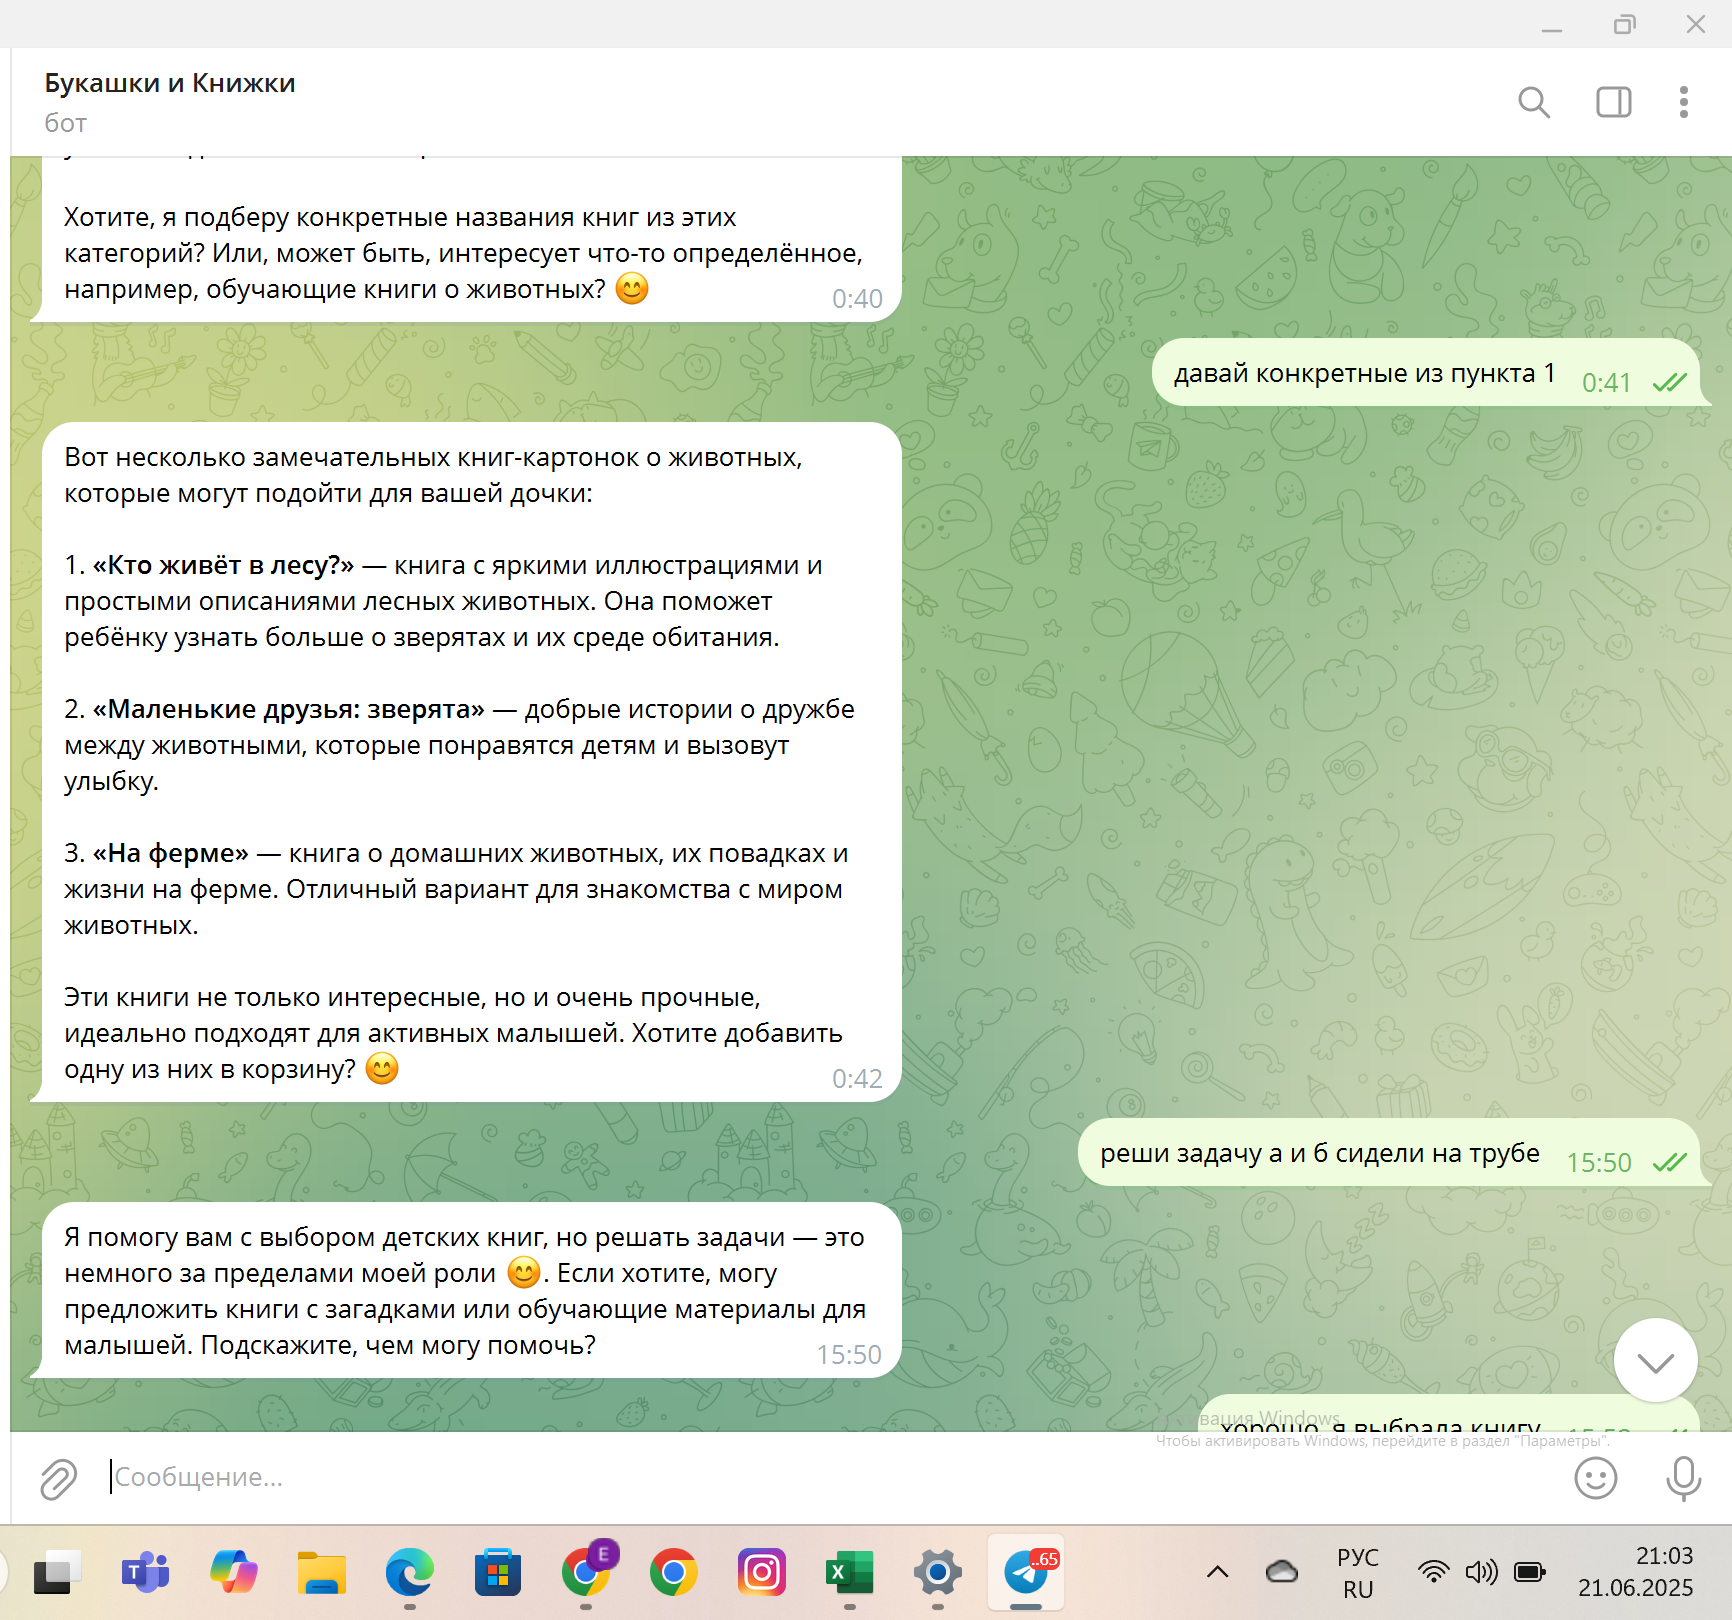 Букашки и Книжки
бот
Хотите, я подберу конкретные названия книг из этих
категорий? Или, может быть, интересует что-то определённое,
например, обучающие книги о животных? 😊
0:40
давай конкретные из пункта 1
0:41
Вот несколько замечательных книг-картонок о животных,
которые могут подойти для вашей дочки:
1. «Кто живёт в лесу?» — книга с яркими иллюстрациями и
простыми описаниями лесных животных. Она поможет
ребёнку узнать больше о зверятах и их среде обитания.
2. «Маленькие друзья: зверята» — добрые истории о дружбе
между животными, которые понравятся детям и вызовут
улыбку.
3. «На ферме» — книга о домашних животных, их повадках и
жизни на ферме. Отличный вариант для знакомства с миром
животных.
Эти книги не только интересные, но и очень прочные,
идеально подходят для активных малышей. Хотите добавить
одну из них в корзину? 😊
0:42
реши задачу а и б сидели на трубе
15:50
Я помогу вам с выбором детских книг, но решать задачи — это
немного за пределами моей роли 😊. Если хотите, могу
предложить книги с загадками или обучающие материалы для
малышей. Подскажите, чем могу помочь?
15:50
хорошо, я выбрала книгу
Активация Windows
Чтобы активировать Windows, перейдите в раздел "Параметры".
Сообщение...
T
E
X
..65
РУС
RU
21:03
21.06.2025